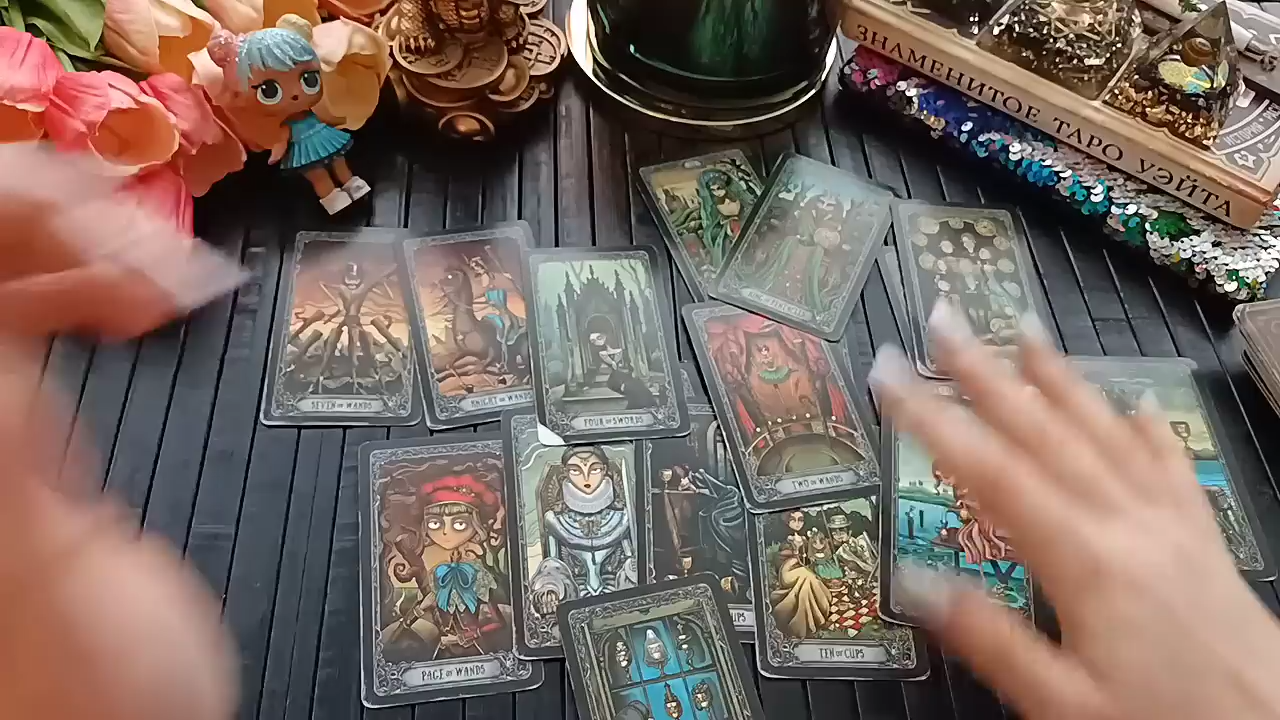 ЗНАМЕНИТОЕ ТАРО УЭЙТА
SEVEN OF WANDS
KNIGHT OF WANDS
FOUR OF SWORDS
TWO OF WANDS
PAGE OF WANDS
CUPS
TEN OF CUPS